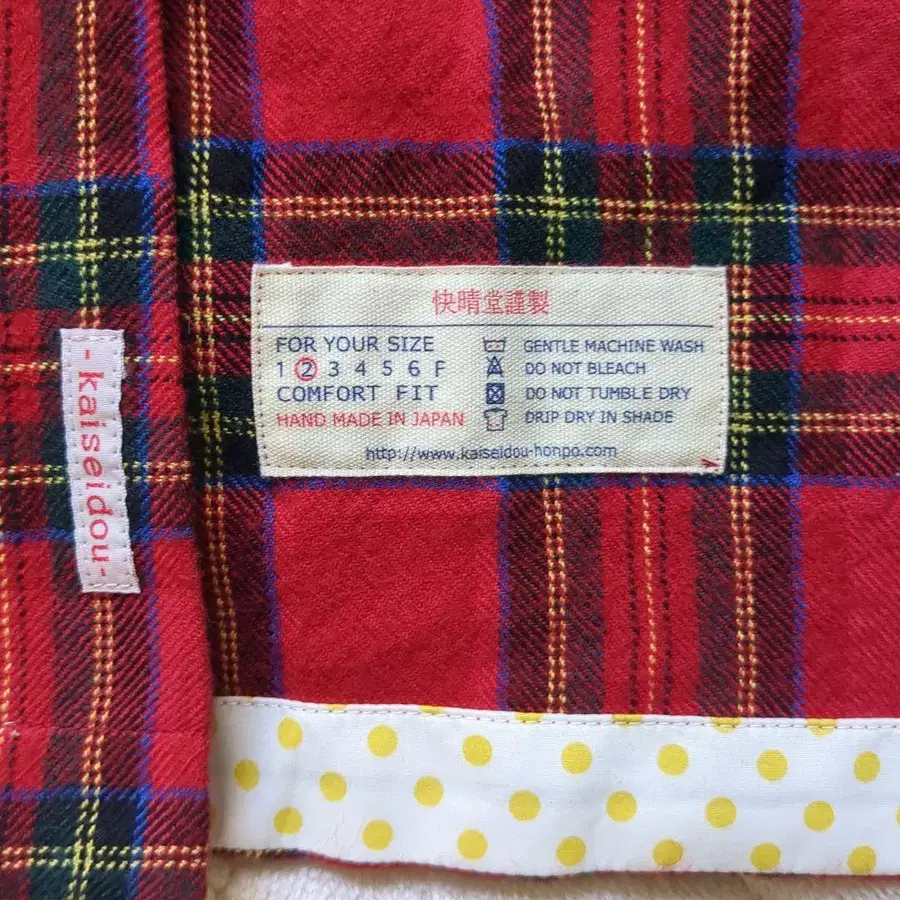 快晴堂謹製
FOR YOUR SIZE
1 2 3 4 5 6 F
COMFORT FIT
HAND MADE IN JAPAN
GENTLE MACHINE WASH
DO NOT BLEACH
DO NOT TUMBLE DRY
DRIP DRY IN SHADE
http://www.kaiseidou-honpo.com
-kaiseidou-